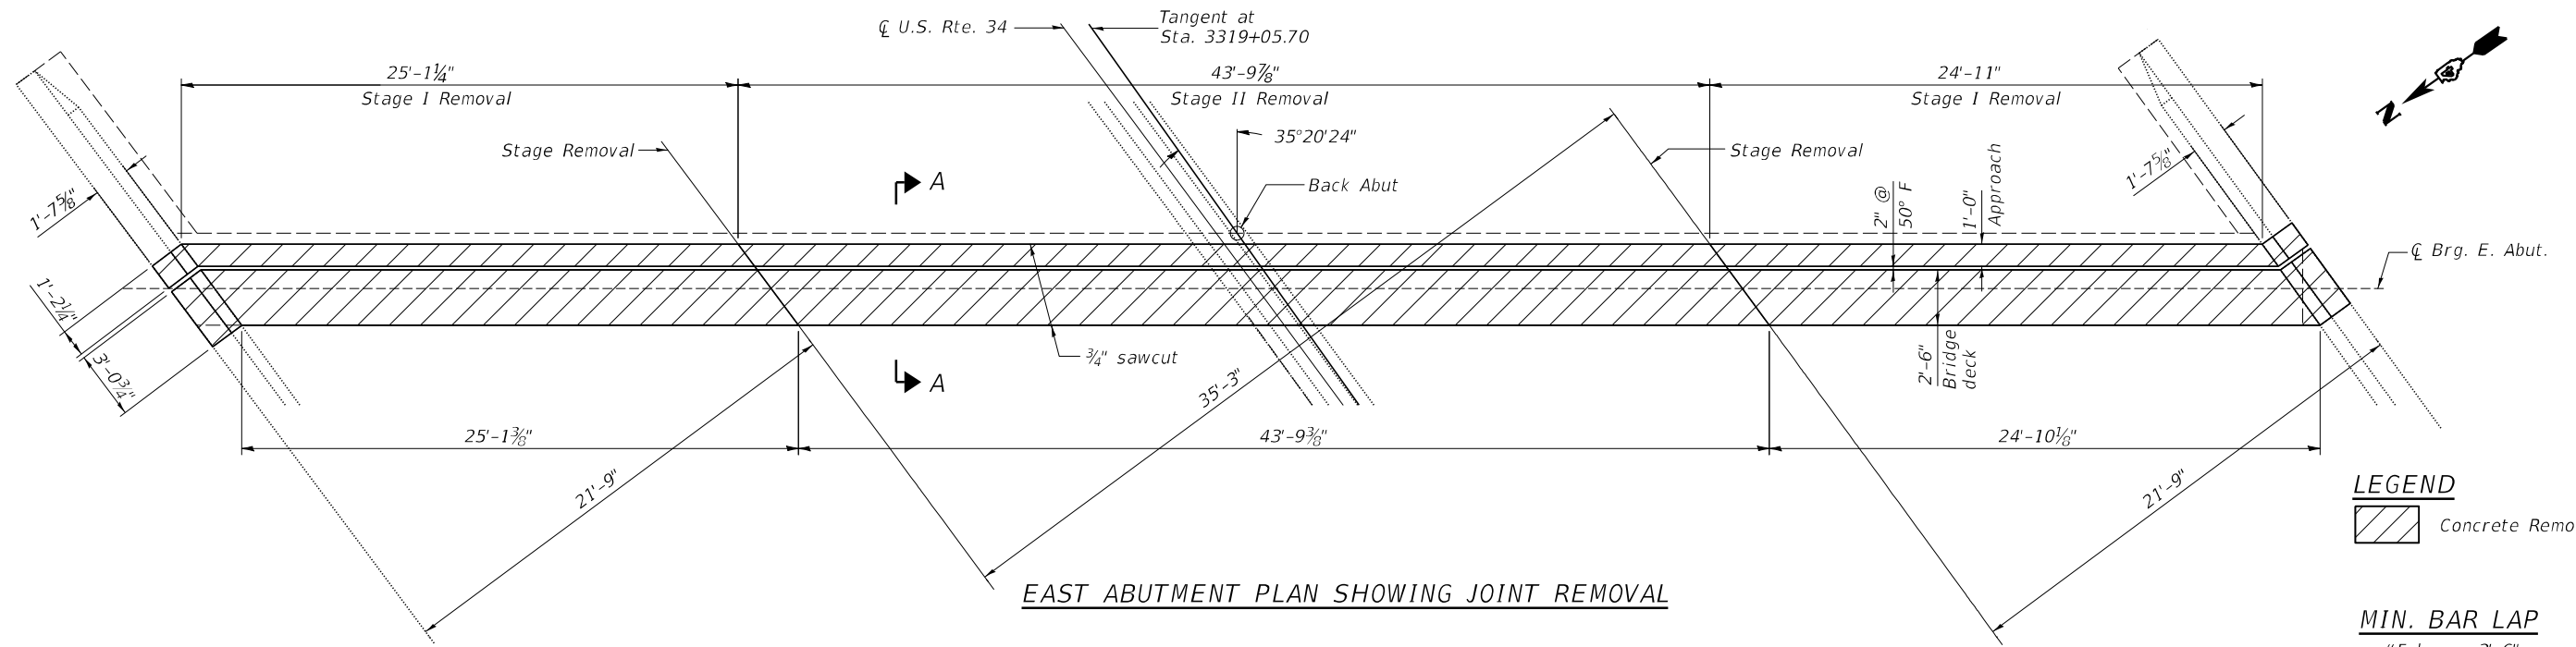 ℄ U.S. Rte. 34
Tangent at
Sta. 3319+05.70
25'-1¼"
Stage I Removal
43'-9⅞"
Stage II Removal
24'-11"
Stage I Removal
N
Stage Removal
35°20'24"
Stage Removal
A
Back Abut
2" @
50° F
1'-0"
Approach
1'-7⅝"
1'-7⅝"
℄ Brg. E. Abut.
1'-2¼"
3'-0¾"
¾" sawcut
A
2'-6"
Bridge
deck
35'-3"
25'-1⅜"
43'-9⅜"
24'-10⅛"
21'-9"
21'-9"
LEGEND
Concrete Remo
EAST ABUTMENT PLAN SHOWING JOINT REMOVAL
MIN. BAR LAP